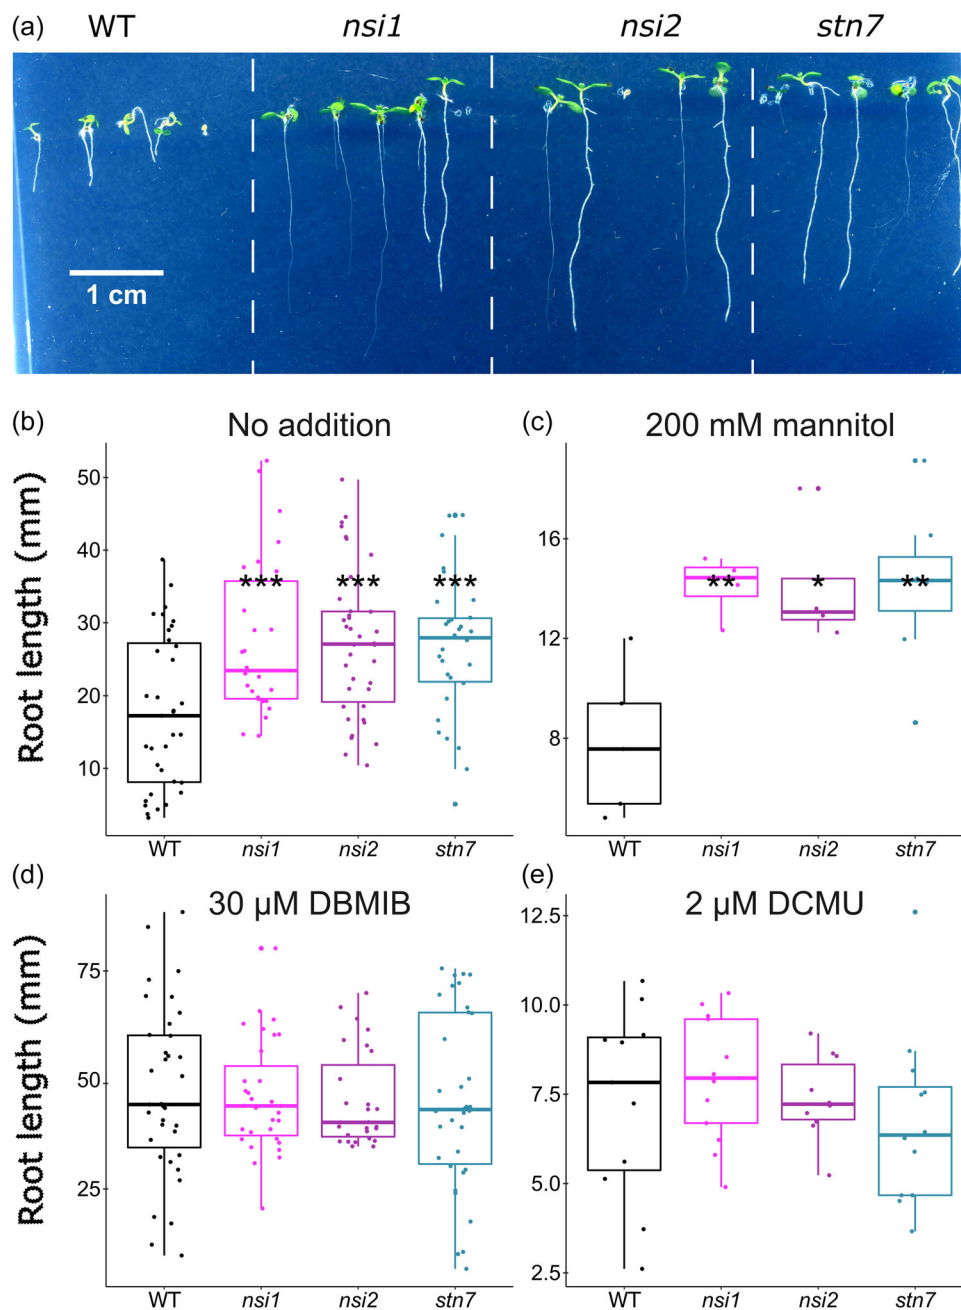 (a) WT nsi1 nsi2 stn7
1 cm
(b) No addition
Root length (mm)
50
40
30
20
10
*** *** ***
WT nsi1 nsi2 stn7
(c) 200 mM mannitol
16
12
8
** * **
WT nsi1 nsi2 stn7
(d) 30 µM DBMIB
Root length (mm)
75
50
25
WT nsi1 nsi2 stn7
(e) 2 µM DCMU
12.5
10.0
7.5
5.0
2.5
WT nsi1 nsi2 stn7